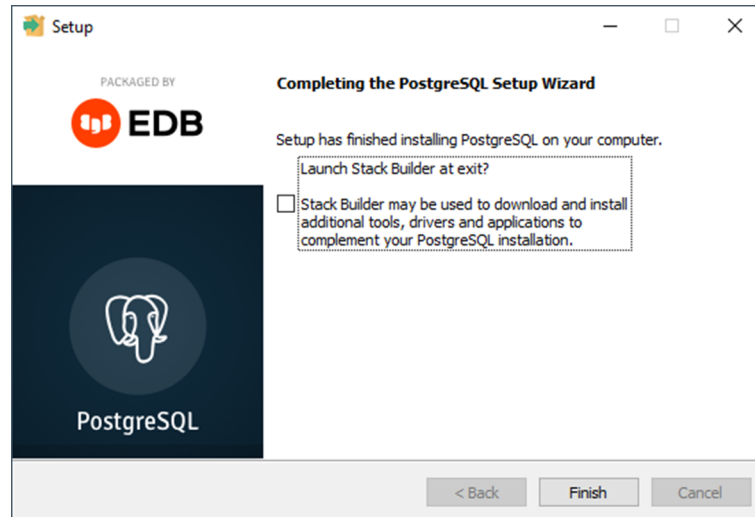 Setup
PACKAGED BY
EDB
Completing the PostgreSQL Setup Wizard
Setup has finished installing PostgreSQL on your computer.
Launch Stack Builder at exit?
Stack Builder may be used to download and install
additional tools, drivers and applications to
complement your PostgreSQL installation.
PostgreSQL
< Back
Finish
Cancel